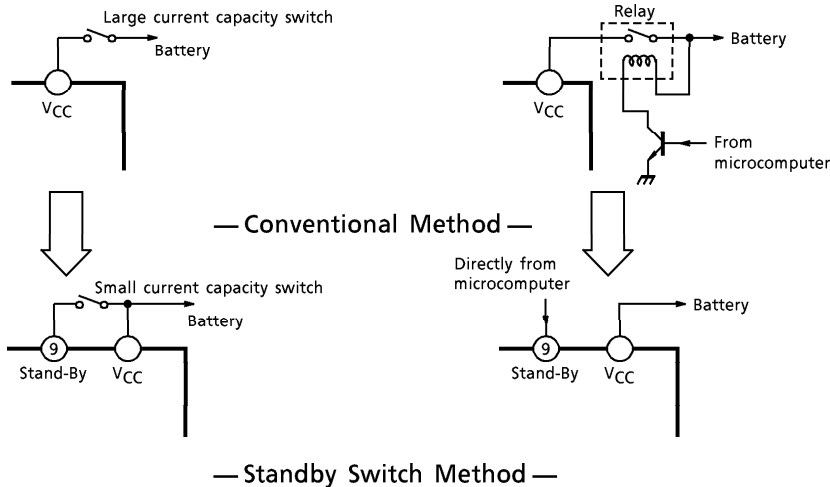 Large current capacity switch
Battery
VCC
Relay
Battery
VCC
From
microcomputer
— Conventional Method —
Small current capacity switch
Battery
9
Stand-By
VCC
Directly from
microcomputer
Battery
9
Stand-By
VCC
— Standby Switch Method —